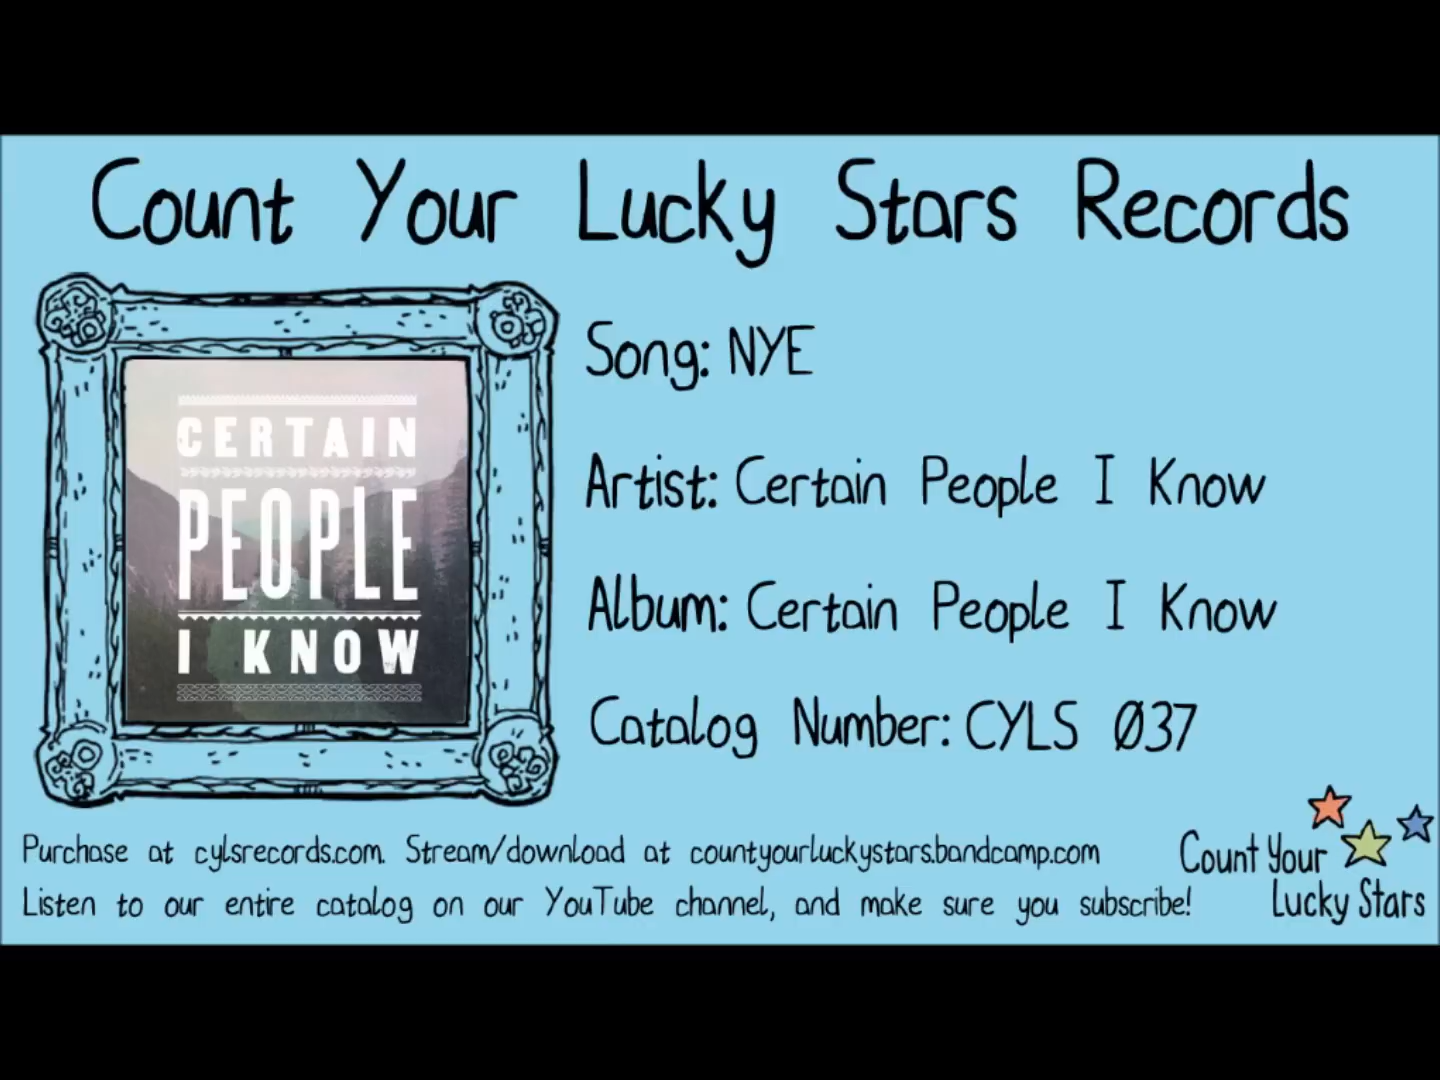 Count Your Lucky Stars Records
CERTAIN
PEOPLE
I KNOW
Song: NYE
Artist: Certain People I Know
Album: Certain People I Know
Catalog Number: CYLS Ø37
Purchase at cylsrecords.com. Stream/download at countyourluckystars.bandcamp.com
Listen to our entire catalog on our YouTube channel, and make sure you subscribe!
Count Your
Lucky Stars